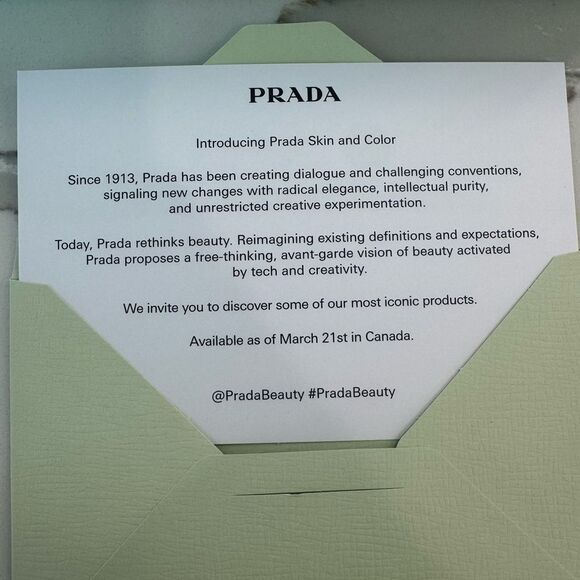 PRADA
Introducing Prada Skin and Color
Since 1913, Prada has been creating dialogue and challenging conventions,
signaling new changes with radical elegance, intellectual purity,
and unrestricted creative experimentation.
Today, Prada rethinks beauty. Reimagining existing definitions and expectations,
Prada proposes a free-thinking, avant-garde vision of beauty activated
by tech and creativity.
We invite you to discover some of our most iconic products.
Available as of March 21st in Canada.
@PradaBeauty #PradaBeauty